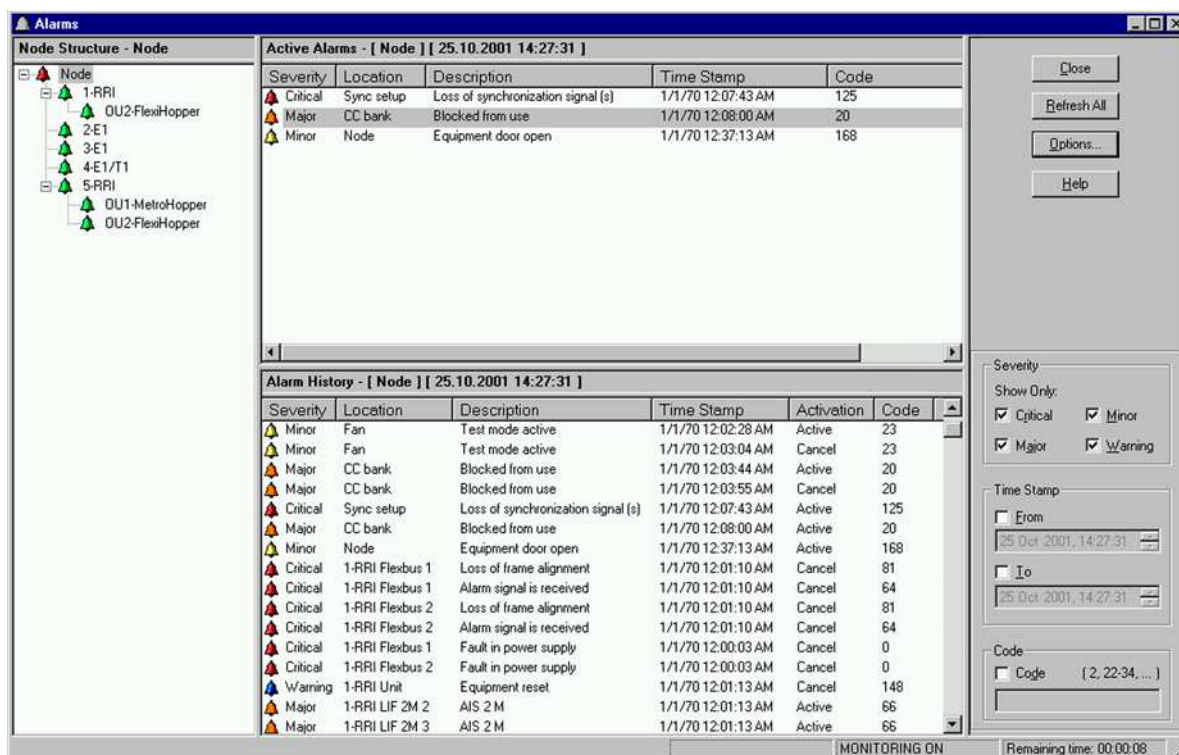 Alarms
Node Structure - Node
Node
1-RRI
OU2-FlexiHopper
2-E1
3-E1
4-E1/T1
5-RRI
OU1-MetroHopper
OU2-FlexiHopper
Active Alarms - [ Node ] [ 25.10.2001 14:27:31 ]
Severity Location Description Time Stamp Code
Critical Sync setup Loss of synchronization signal (s) 1/1/70 12:07:43 AM 125
Major CC bank Blocked from use 1/1/70 12:08:00 AM 20
Minor Node Equipment door open 1/1/70 12:37:13 AM 168
Alarm History - [ Node ] [ 25.10.2001 14:27:31 ]
Severity Location Description Time Stamp Activation Code
Minor Fan Test mode active 1/1/70 12:02:28 AM Active 23
Minor Fan Test mode active 1/1/70 12:03:04 AM Cancel 23
Major CC bank Blocked from use 1/1/70 12:03:44 AM Active 20
Major CC bank Blocked from use 1/1/70 12:03:55 AM Cancel 20
Critical Sync setup Loss of synchronization signal (s) 1/1/70 12:07:43 AM Active 125
Major CC bank Blocked from use 1/1/70 12:08:00 AM Active 20
Minor Node Equipment door open 1/1/70 12:37:13 AM Active 168
Critical 1-RRI Flexbus 1 Loss of frame alignment 1/1/70 12:01:10 AM Cancel 81
Critical 1-RRI Flexbus 1 Alarm signal is received 1/1/70 12:01:10 AM Cancel 64
Critical 1-RRI Flexbus 2 Loss of frame alignment 1/1/70 12:01:10 AM Cancel 81
Critical 1-RRI Flexbus 2 Alarm signal is received 1/1/70 12:01:10 AM Cancel 64
Critical 1-RRI Flexbus 1 Fault in power supply 1/1/70 12:00:03 AM Cancel 0
Critical 1-RRI Flexbus 2 Fault in power supply 1/1/70 12:00:03 AM Cancel 0
Warning 1-RRI Unit Equipment reset 1/1/70 12:01:13 AM Cancel 148
Major 1-RRI LIF 2M 2 AIS 2 M 1/1/70 12:01:13 AM Active 66
Major 1-RRI LIF 2M 3 AIS 2 M 1/1/70 12:01:13 AM Active 66
Close
Refresh All
Options...
Help
Severity
Show Only:
Critical Minor
Major Warning
Time Stamp
From
25 Oct 2001, 14:27:31
To
25 Oct 2001, 14:27:31
Code
Code ( 2, 22-34, ... )
MONITORING ON Remaining time: 00:00:08